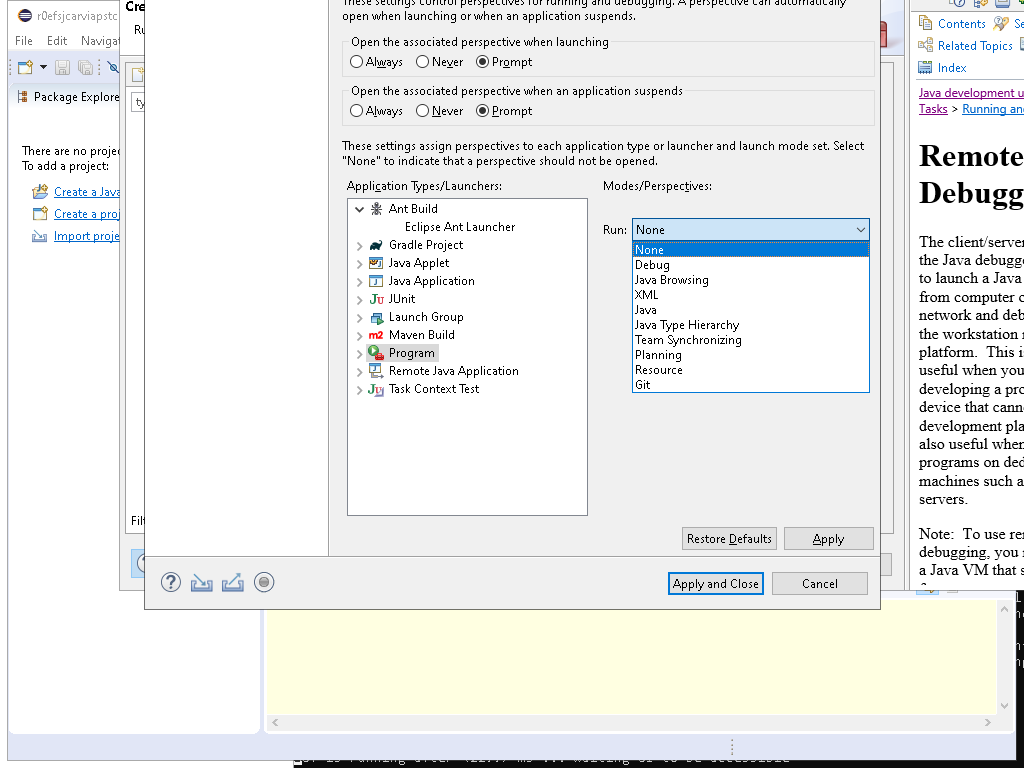 These settings control perspectives for running and debugging. A perspective can automatically
open when launching or when an application suspends.
Open the associated perspective when launching
Always
Never
Prompt
Open the associated perspective when an application suspends
Always
Never
Prompt
These settings assign perspectives to each application type or launcher and launch mode set. Select
"None" to indicate that a perspective should not be opened.
Application Types/Launchers:
Modes/Perspectives:
Ant Build
Eclipse Ant Launcher
Gradle Project
Java Applet
Java Application
JUnit
Launch Group
Maven Build
Program
Remote Java Application
Task Context Test
Run:
None
None
Debug
Java Browsing
XML
Java
Java Type Hierarchy
Team Synchronizing
Planning
Resource
Git
Restore Defaults
Apply
Apply and Close
Cancel
r0efsjcarviapstc
File
Edit
Navigat
Package Explore
There are no projec
To add a project:
Create a Java
Create a proj
Import proje
Cre
Ru
ty
Filt
Contents
Se
Related Topics
Index
Java development u
Tasks > Running and
Remote
Debugg
The client/server
the Java debugge
to launch a Java
from computer o
network and deb
the workstation r
platform. This is
useful when you
developing a pro
device that canno
development pla
also useful when
programs on ded
machines such a
servers.
Note: To use rem
debugging, you m
a Java VM that s